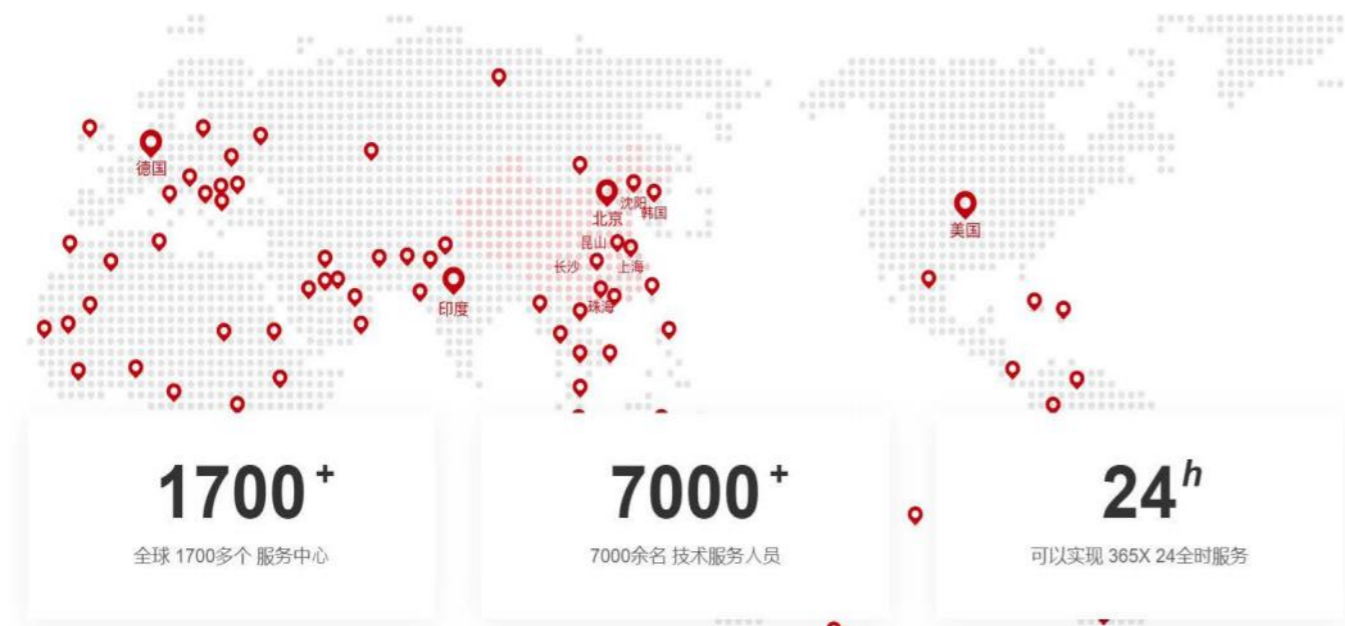 德国
沈阳
韩国
北京
美国
昆山
长沙
上海
印度
珠海
1700+
全球 1700多个 服务中心
7000+
7000余名 技术服务人员
24h
可以实现 365X 24全时服务